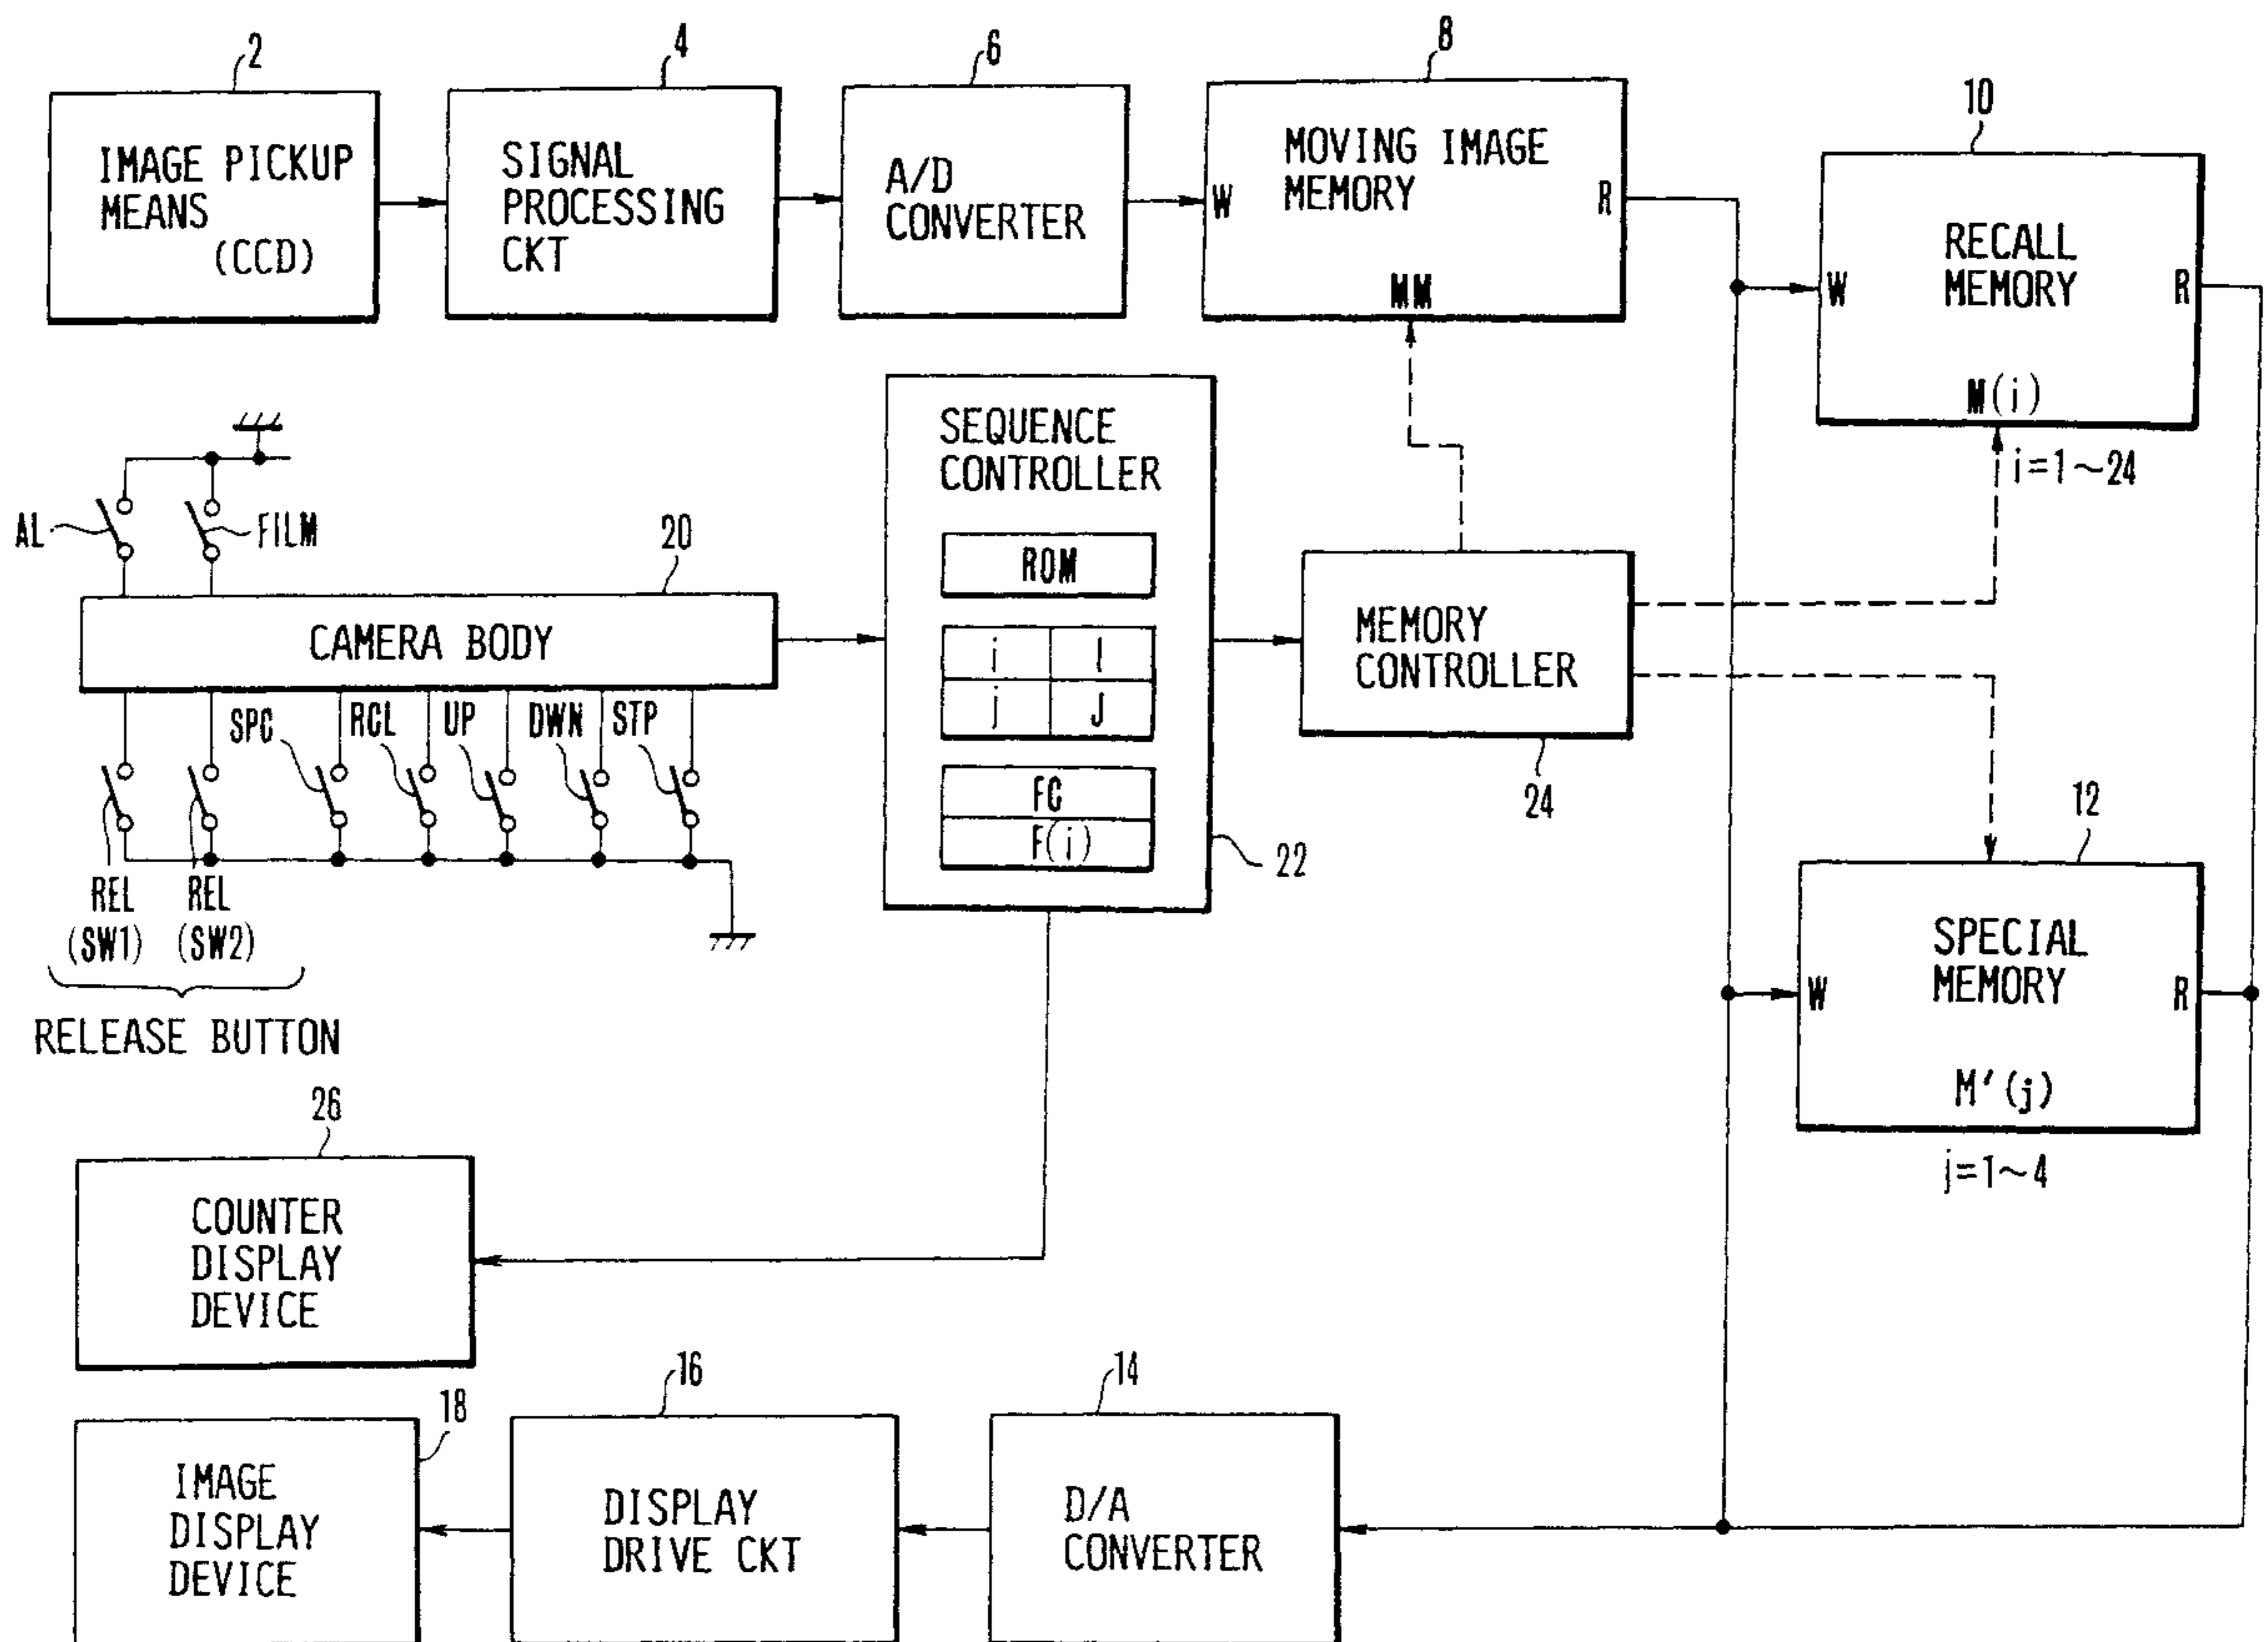 2
4
6
8
10
IMAGE PICKUP
MEANS
(CCD)
SIGNAL
PROCESSING
CKT
A/D
CONVERTER
W
MOVING IMAGE
MEMORY
R
MM
W
RECALL
MEMORY
R
M(i)
i=1~24
AL
FILM
20
CAMERA BODY
SPC
RCL
UP
DWN
STP
REL
(SW1)
REL
(SW2)
RELEASE BUTTON
SEQUENCE
CONTROLLER
ROM
i
I
j
J
FC
F(i)
22
MEMORY
CONTROLLER
24
12
W
SPECIAL
MEMORY
R
M'(j)
j=1~4
26
COUNTER
DISPLAY
DEVICE
18
IMAGE
DISPLAY
DEVICE
16
DISPLAY
DRIVE CKT
14
D/A
CONVERTER